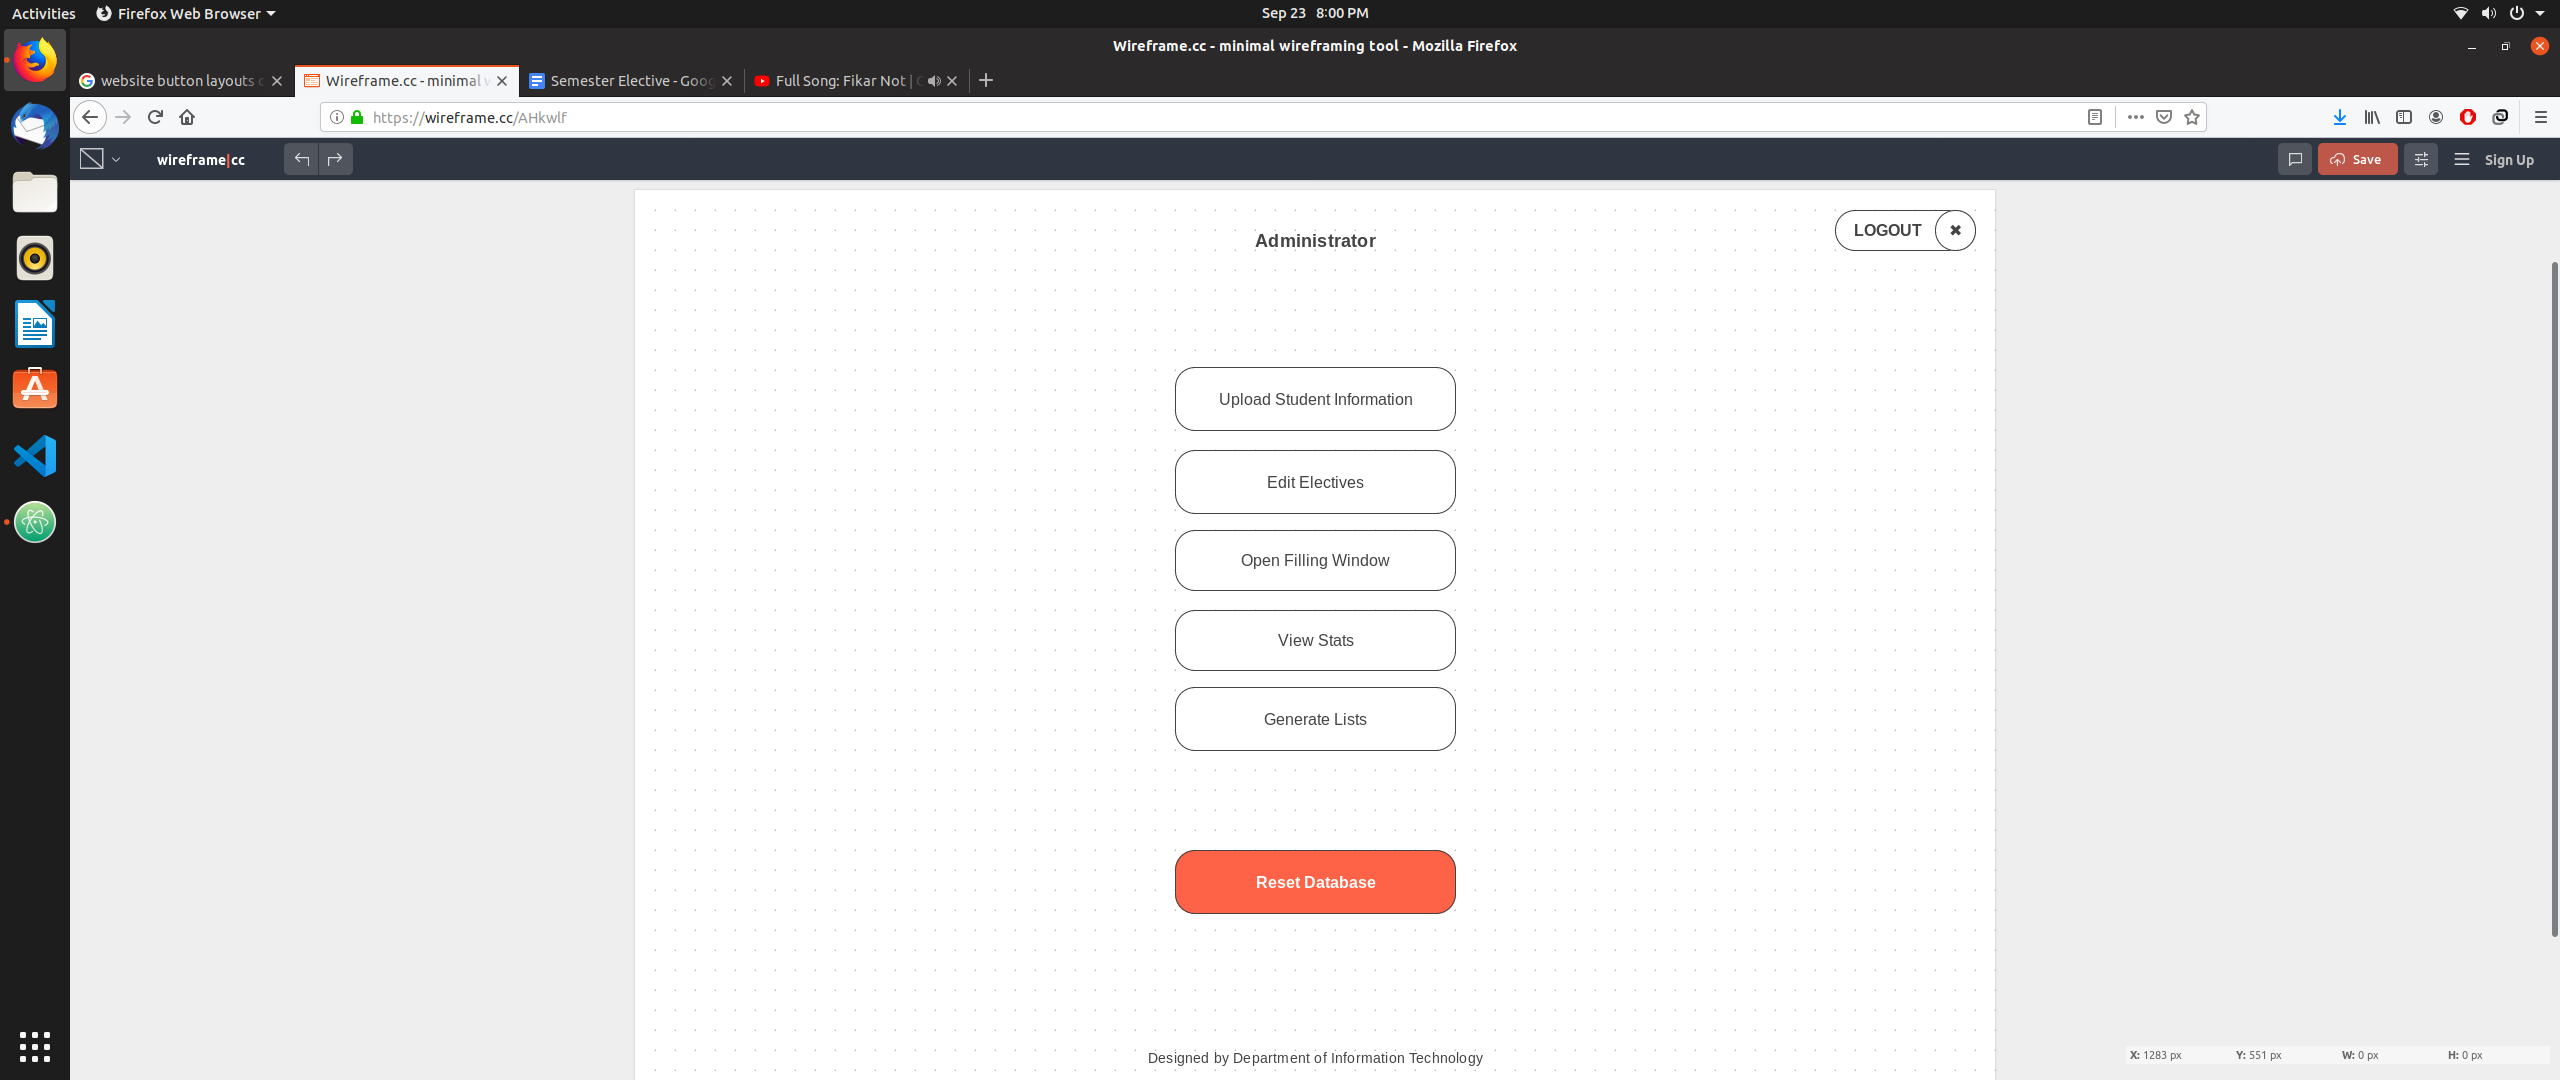 Activities Firefox Web Browser Sep 23 8:00 PM
Wireframe.cc - minimal wireframing tool - Mozilla Firefox
website button layouts Wireframe.cc - minimal Semester Elective - Goog Full Song: Fikar Not |
https://wireframe.cc/AHkwlf
wireframe|cc Save Sign Up
LOGOUT
Administrator
Upload Student Information
Edit Electives
Open Filling Window
View Stats
Generate Lists
Reset Database
Designed by Department of Information Technology
X: 1283 px Y: 551 px W: 0 px H: 0 px